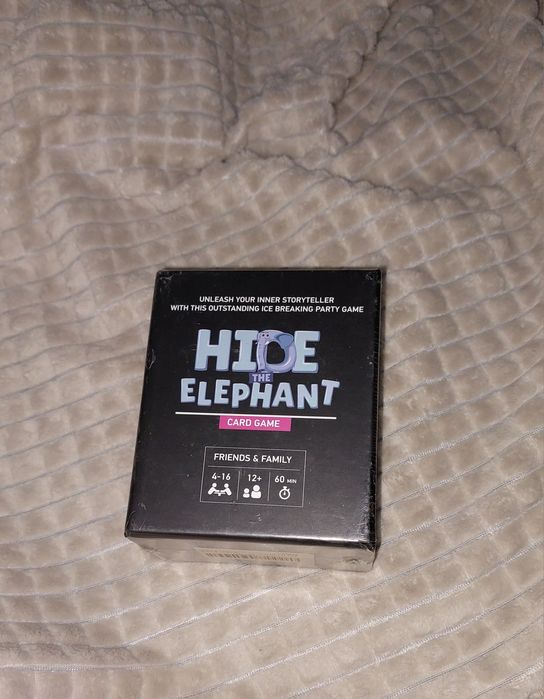 UNLEASH YOUR INNER STORYTELLER
WITH THIS OUTSTANDING ICE BREAKING PARTY GAME
HIDE
THE
ELEPHANT
CARD GAME
FRIENDS & FAMILY
4-16 12+ 60 MIN